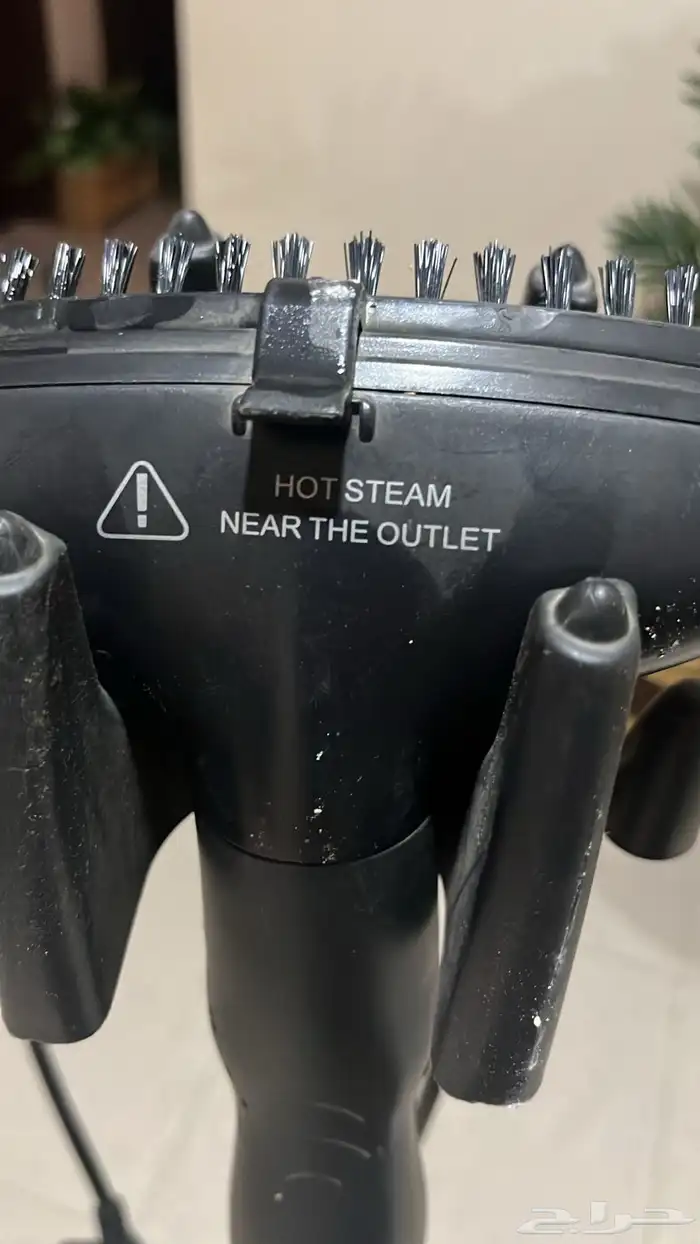 HOT STEAM
NEAR THE OUTLET
حراج